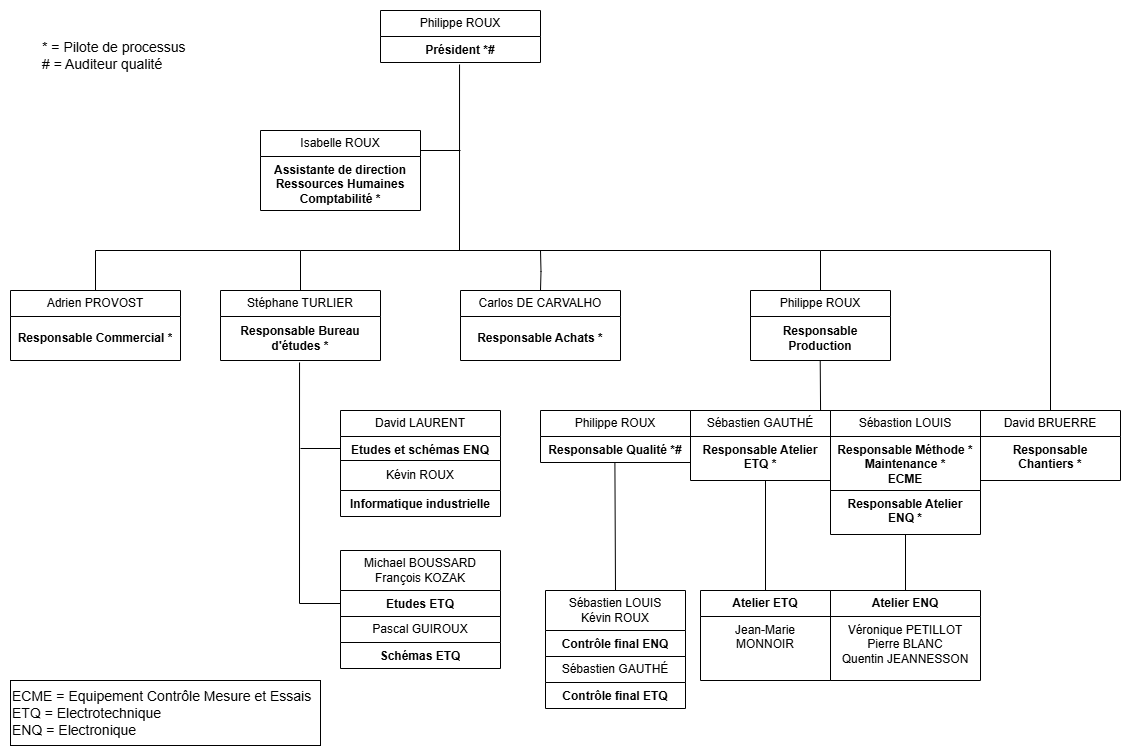 Philippe ROUX
Président *#
* = Pilote de processus
# = Auditeur qualité
Isabelle ROUX
Assistante de direction
Ressources Humaines
Comptabilité *
Adrien PROVOST
Responsable Commercial *
Stéphane TURLIER
Responsable Bureau
d'études *
Carlos DE CARVALHO
Responsable Achats *
Philippe ROUX
Responsable
Production
David LAURENT
Etudes et schémas ENQ
Kévin ROUX
Informatique industrielle
Michael BOUSSARD
François KOZAK
Etudes ETQ
Pascal GUIROUX
Schémas ETQ
Philippe ROUX
Responsable Qualité *#
Sébastien GAUTHÉ
Responsable Atelier
ETQ *
Sébastion LOUIS
Responsable Méthode *
Maintenance *
ECME
Responsable Atelier
ENQ *
David BRUERRE
Responsable
Chantiers *
Sébastien LOUIS
Kévin ROUX
Contrôle final ENQ
Sébastien GAUTHÉ
Contrôle final ETQ
Atelier ETQ
Jean-Marie
MONNOIR
Atelier ENQ
Véronique PETILLOT
Pierre BLANC
Quentin JEANNESSON
ECME = Equipement Contrôle Mesure et Essais
ETQ = Electrotechnique
ENQ = Electronique